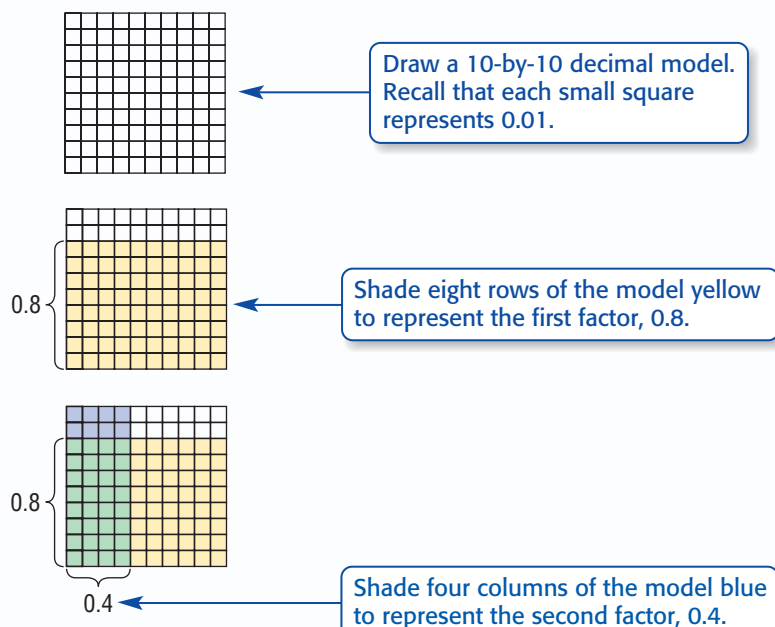 Draw a 10-by-10 decimal model.
Recall that each small square
represents 0.01.
0.8
Shade eight rows of the model yellow
to represent the first factor, 0.8.
0.8
0.4
Shade four columns of the model blue
to represent the second factor, 0.4.